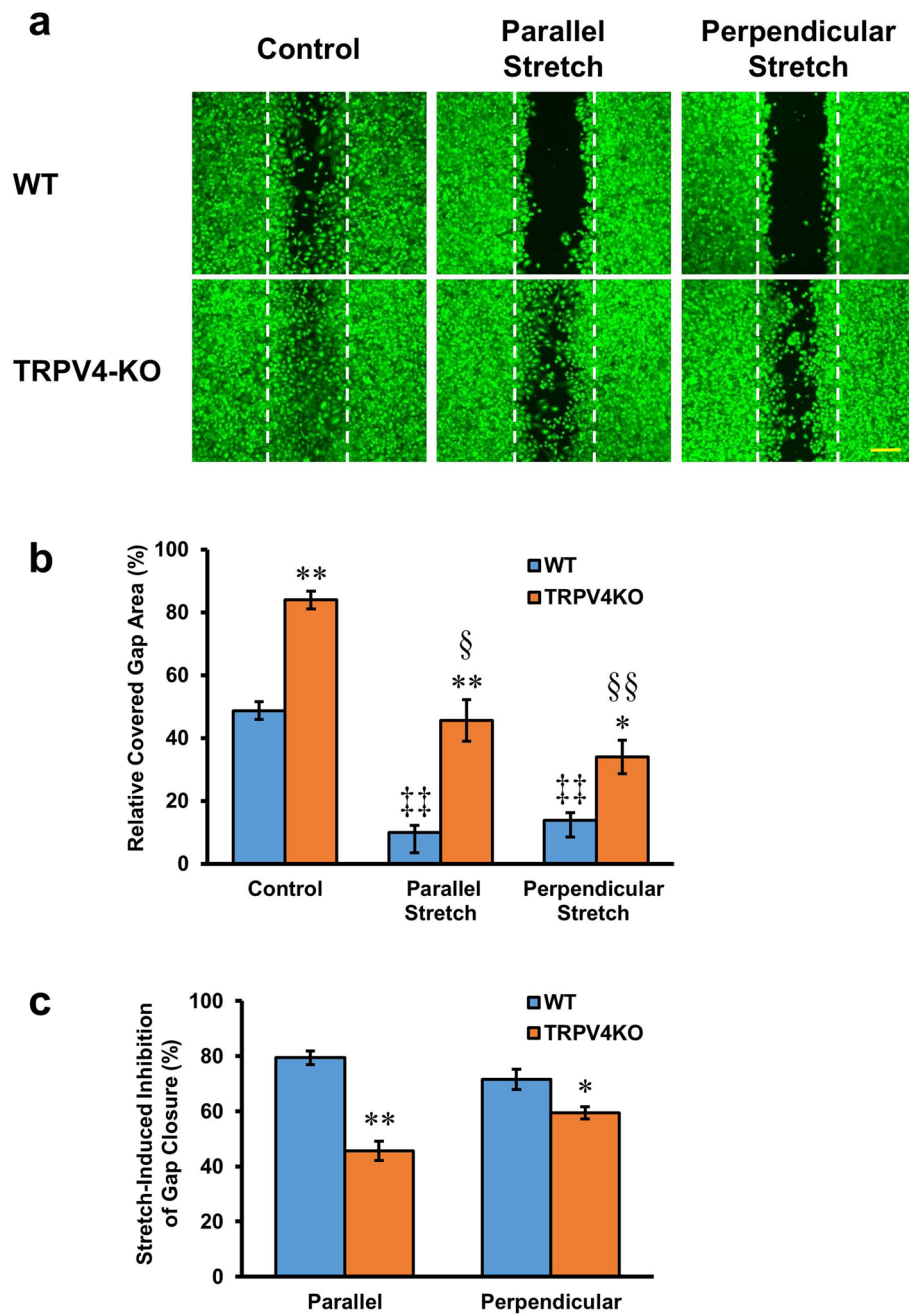 a
Control
Parallel
Stretch
Perpendicular
Stretch
WT
TRPV4-KO
b
Relative Covered Gap Area (%)
100
80
60
40
20
0
WT
TRPV4KO
**
‡‡
§
**
‡‡
§§
*
Control
Parallel
Stretch
Perpendicular
Stretch
c
Stretch-Induced Inhibition
of Gap Closure (%)
100
80
60
40
20
0
WT
TRPV4KO
**
*
Parallel
Perpendicular